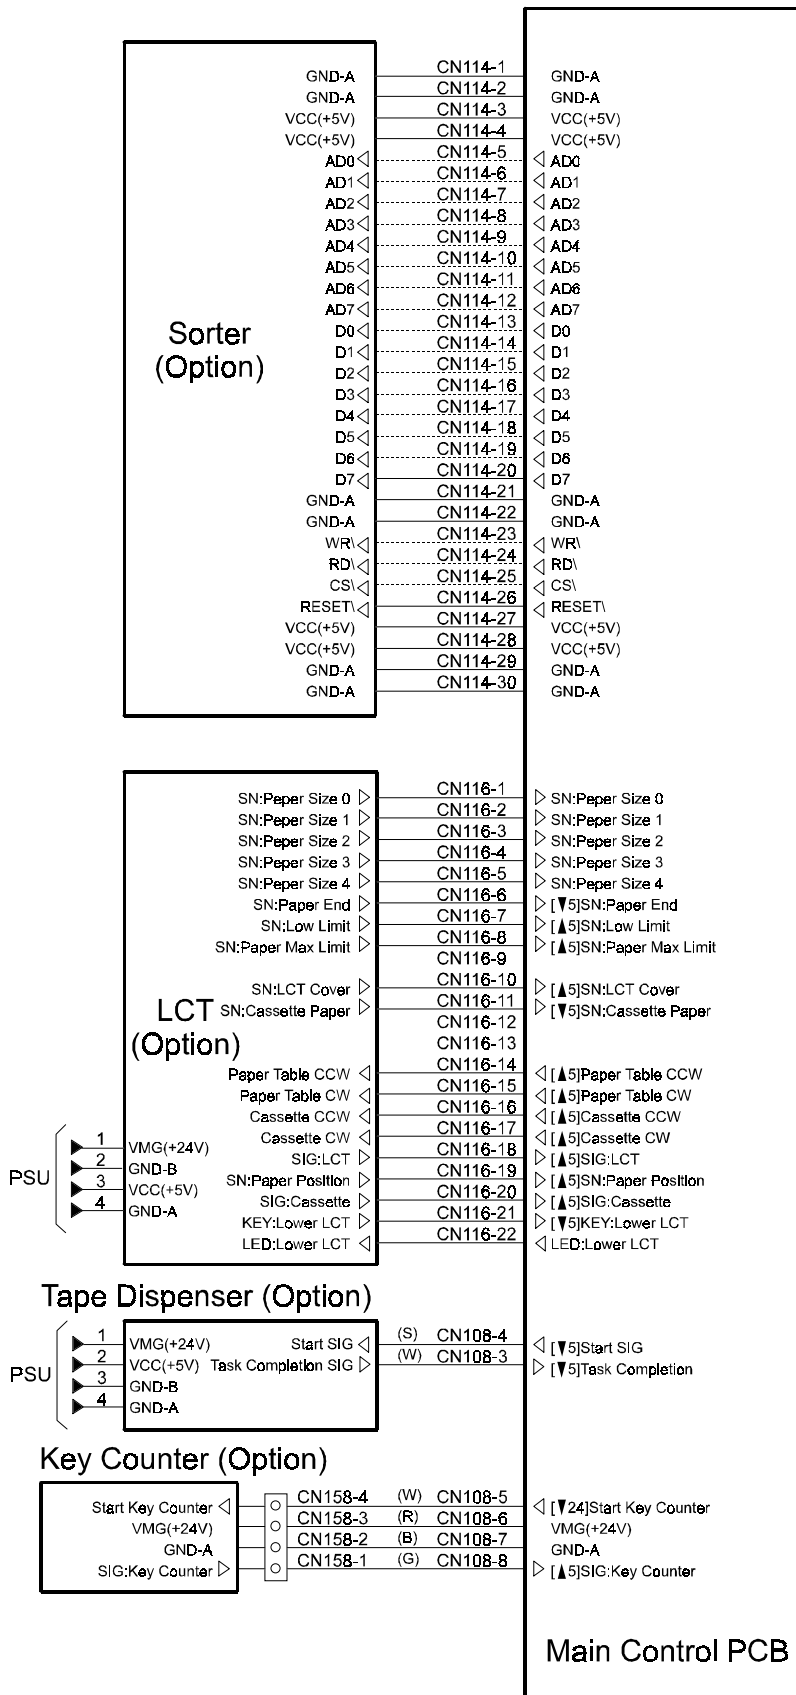 Sorter
(Option)
GND-A CN114-1 GND-A
GND-A CN114-2 GND-A
VCC(+5V) CN114-3 VCC(+5V)
VCC(+5V) CN114-4 VCC(+5V)
AD0 CN114-5 AD0
AD1 CN114-6 AD1
AD2 CN114-7 AD2
AD3 CN114-8 AD3
AD4 CN114-9 AD4
AD5 CN114-10 AD5
AD6 CN114-11 AD6
AD7 CN114-12 AD7
D0 CN114-13 D0
D1 CN114-14 D1
D2 CN114-15 D2
D3 CN114-16 D3
D4 CN114-17 D4
D5 CN114-18 D5
D6 CN114-19 D6
D7 CN114-20 D7
GND-A CN114-21 GND-A
GND-A CN114-22 GND-A
WR\ CN114-23 WR\
RD\ CN114-24 RD\
CS\ CN114-25 CS\
RESET\ CN114-26 RESET\
VCC(+5V) CN114-27 VCC(+5V)
VCC(+5V) CN114-28 VCC(+5V)
GND-A CN114-29 GND-A
GND-A CN114-30 GND-A
LCT
(Option)
SN:Peper Size 0 CN116-1 SN:Peper Size 0
SN:Peper Size 1 CN116-2 SN:Peper Size 1
SN:Peper Size 2 CN116-3 SN:Peper Size 2
SN:Peper Size 3 CN116-4 SN:Peper Size 3
SN:Peper Size 4 CN116-5 SN:Peper Size 4
SN:Paper End CN116-6 [▼5]SN:Paper End
SN:Low Limit CN116-7 [▲5]SN:Low Limit
SN:Paper Max Limit CN116-8 [▲5]SN:Paper Max Limit
CN116-9
SN:LCT Cover CN116-10 [▲5]SN:LCT Cover
SN:Cassette Paper CN116-11 [▼5]SN:Cassette Paper
CN116-12
CN116-13
Paper Table CCW CN116-14 [▲5]Paper Table CCW
Paper Table CW CN116-15 [▲5]Paper Table CW
Cassette CCW CN116-16 [▲5]Cassette CCW
Cassette CW CN116-17 [▲5]Cassette CW
SIG:LCT CN116-18 [▲5]SIG:LCT
SN:Paper Position CN116-19 [▲5]SN:Paper Position
SIG:Cassette CN116-20 [▲5]SIG:Cassette
KEY:Lower LCT CN116-21 [▼5]KEY:Lower LCT
LED:Lower LCT CN116-22 LED:Lower LCT
PSU
1 VMG(+24V)
2 GND-B
3 VCC(+5V)
4 GND-A
Tape Dispenser (Option)
PSU
1 VMG(+24V) Start SIG (S) CN108-4 [▼5]Start SIG
2 VCC(+5V) Task Completion SIG (W) CN108-3 [▼5]Task Completion
3 GND-B
4 GND-A
Key Counter (Option)
Start Key Counter CN158-4 (W) CN108-5 [▼24]Start Key Counter
VMG(+24V) CN158-3 (R) CN108-6 VMG(+24V)
GND-A CN158-2 (B) CN108-7 GND-A
SIG:Key Counter CN158-1 (G) CN108-8 [▲5]SIG:Key Counter
Main Control PCB